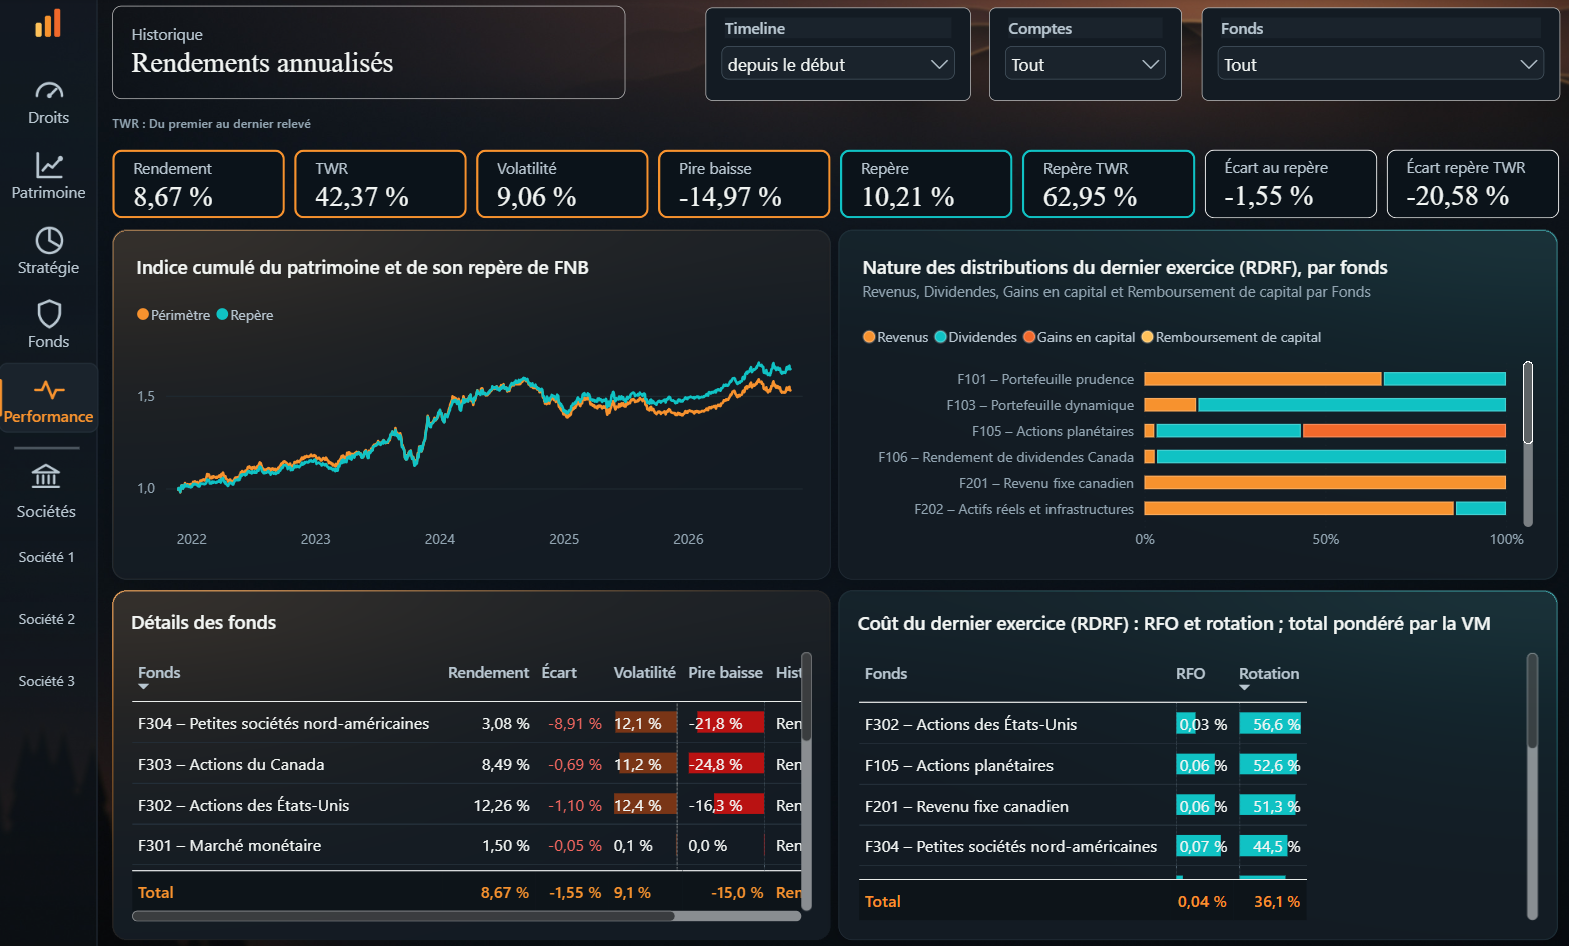 Historique
Rendements annualisés
Timeline
depuis le début
Comptes
Tout
Fonds
Tout
Droits
Patrimoine
Stratégie
Fonds
Performance
Sociétés
Société 1
Société 2
Société 3
TWR : Du premier au dernier relevé
Rendement
8,67 %
TWR
42,37 %
Volatilité
9,06 %
Pire baisse
-14,97 %
Repère
10,21 %
Repère TWR
62,95 %
Écart au repère
-1,55 %
Écart repère TWR
-20,58 %
Indice cumulé du patrimoine et de son repère de FNB
Périmètre Repère
1,5
1,0
2022 2023 2024 2025 2026
Nature des distributions du dernier exercice (RDRF), par fonds
Revenus, Dividendes, Gains en capital et Remboursement de capital par Fonds
Revenus Dividendes Gains en capital Remboursement de capital
F101 – Portefeuille prudence
F103 – Portefeuille dynamique
F105 – Actions planétaires
F106 – Rendement de dividendes Canada
F201 – Revenu fixe canadien
F202 – Actifs réels et infrastructures
0% 50% 100%
Détails des fonds
Fonds Rendement Écart Volatilité Pire baisse Hist
F304 – Petites sociétés nord-américaines 3,08 % -8,91 % 12,1 % -21,8 % Ren
F303 – Actions du Canada 8,49 % -0,69 % 11,2 % -24,8 % Ren
F302 – Actions des États-Unis 12,26 % -1,10 % 12,4 % -16,3 % Ren
F301 – Marché monétaire 1,50 % -0,05 % 0,1 % 0,0 % Ren
Total 8,67 % -1,55 % 9,1 % -15,0 % Ren
Coût du dernier exercice (RDRF) : RFO et rotation ; total pondéré par la VM
Fonds RFO Rotation
F302 – Actions des États-Unis 0,03 % 56,6 %
F105 – Actions planétaires 0,06 % 52,6 %
F201 – Revenu fixe canadien 0,06 % 51,3 %
F304 – Petites sociétés nord-américaines 0,07 % 44,5 %
Total 0,04 % 36,1 %